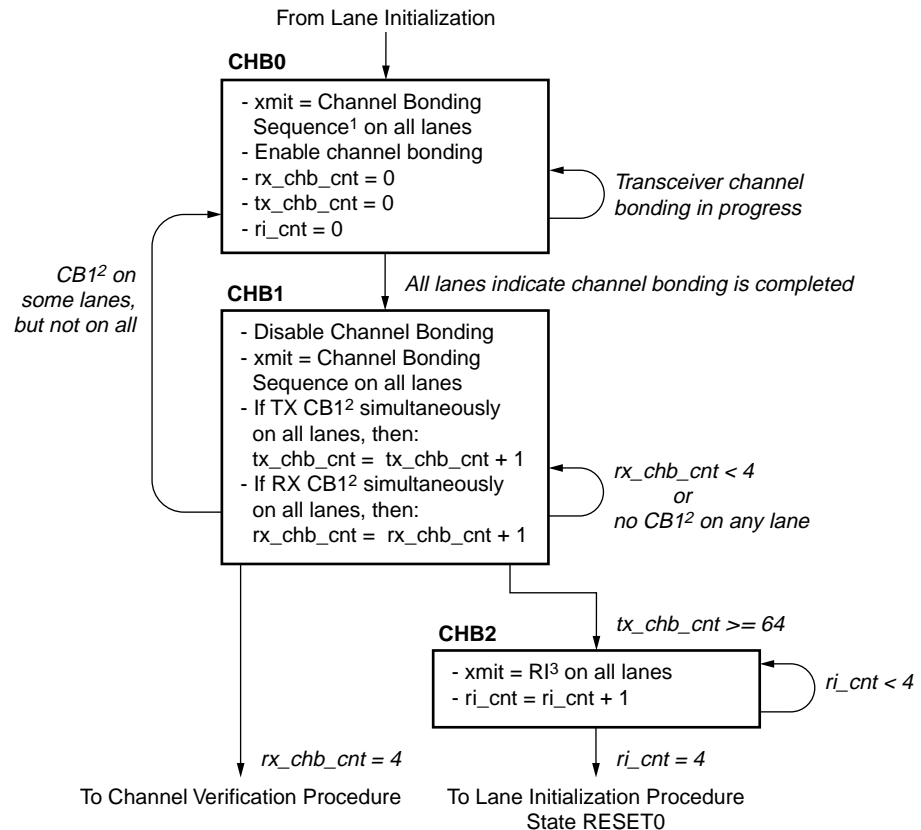 From Lane Initialization
CHB0
- xmit = Channel Bonding
Sequence¹ on all lanes
- Enable channel bonding
- rx_chb_cnt = 0
- tx_chb_cnt = 0
- ri_cnt = 0
Transceiver channel
bonding in progress
CB1² on
some lanes,
but not on all
All lanes indicate channel bonding is completed
CHB1
- Disable Channel Bonding
- xmit = Channel Bonding
Sequence on all lanes
- If TX CB1² simultaneously
on all lanes, then:
tx_chb_cnt = tx_chb_cnt + 1
- If RX CB1² simultaneously
on all lanes, then:
rx_chb_cnt = rx_chb_cnt + 1
rx_chb_cnt < 4
or
no CB1² on any lane
tx_chb_cnt >= 64
CHB2
- xmit = RI³ on all lanes
- ri_cnt = ri_cnt + 1
ri_cnt < 4
rx_chb_cnt = 4
ri_cnt = 4
To Channel Verification Procedure
To Lane Initialization Procedure
State RESET0